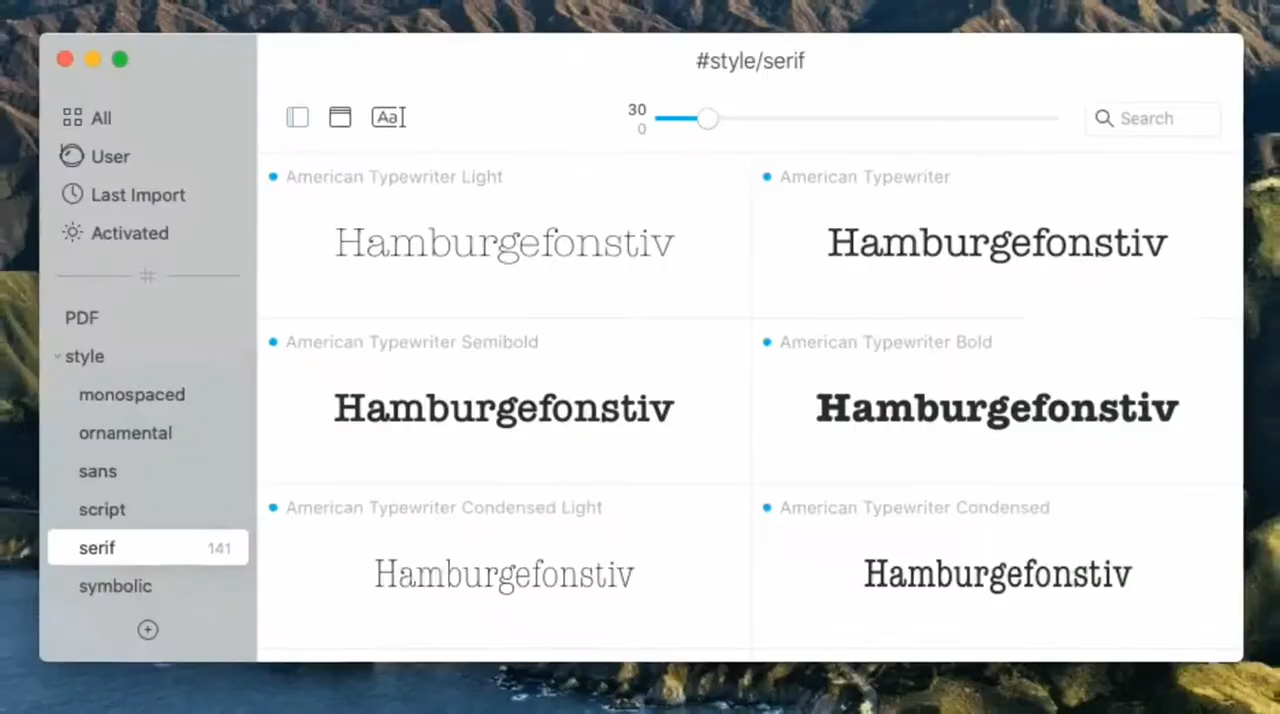 #style/serif
All
User
Last Import
Activated
#
PDF
style
monospaced
ornamental
sans
script
serif 141
symbolic
Aa
30
0
Search
American Typewriter Light
Hamburgefonstiv
American Typewriter
Hamburgefonstiv
American Typewriter Semibold
Hamburgefonstiv
American Typewriter Bold
Hamburgefonstiv
American Typewriter Condensed Light
Hamburgefonstiv
American Typewriter Condensed
Hamburgefonstiv